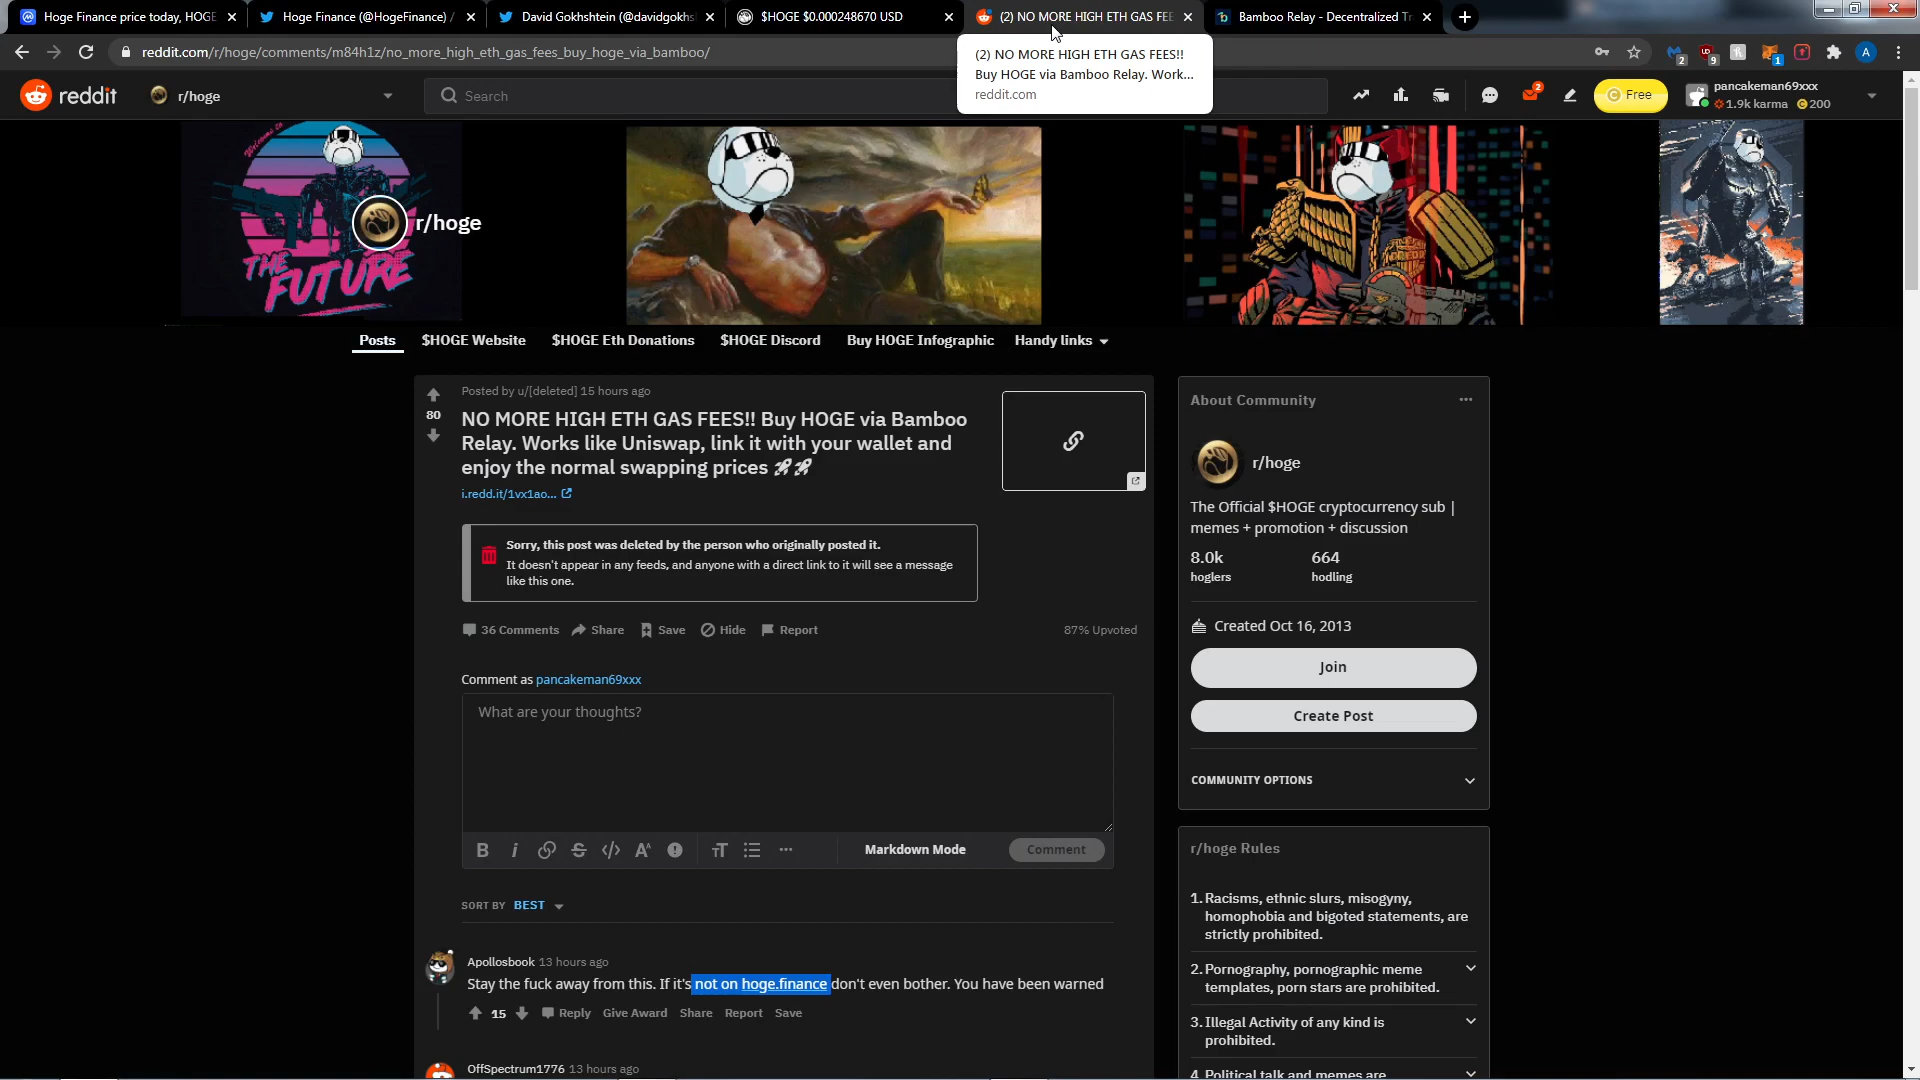 Hoge Finance price today, HOGE
Hoge Finance (@HogeFinance) /
David Gokhshtein (@davidgokhs
$HOGE $0.000248670 USD
(2) NO MORE HIGH ETH GAS FEE
Bamboo Relay - Decentralized Tr
reddit.com/r/hoge/comments/m84h1z/no_more_high_eth_gas_fees_buy_hoge_via_bamboo/
2
9
1
A
(2) NO MORE HIGH ETH GAS FEES!!
Buy HOGE via Bamboo Relay. Work...
reddit.com
reddit
r/hoge
Search
2
Free
pancakeman69xxx
1.9k karma
200
THE
FUTURE
r/hoge
Posts
$HOGE Website
$HOGE Eth Donations
$HOGE Discord
Buy HOGE Infographic
Handy links
80
Posted by u/[deleted] 15 hours ago
NO MORE HIGH ETH GAS FEES!! Buy HOGE via Bamboo
Relay. Works like Uniswap, link it with your wallet and
enjoy the normal swapping prices 🚀🚀
i.redd.it/1vx1ao...
Sorry, this post was deleted by the person who originally posted it.
It doesn't appear in any feeds, and anyone with a direct link to it will see a message
like this one.
36 Comments
Share
Save
Hide
Report
87% Upvoted
Comment as pancakeman69xxx
What are your thoughts?
Markdown Mode
Comment
SORT BY BEST
Apollosbook 13 hours ago
Stay the fuck away from this. If it's not on hoge.finance don't even bother. You have been warned
15
Reply
Give Award
Share
Report
Save
OffSpectrum1776 13 hours ago
About Community
r/hoge
The Official $HOGE cryptocurrency sub |
memes + promotion + discussion
8.0k
664
hoglers
hodling
Created Oct 16, 2013
Join
Create Post
COMMUNITY OPTIONS
r/hoge Rules
1. Racisms, ethnic slurs, misogyny,
homophobia and bigoted statements, are
strictly prohibited.
2. Pornography, pornographic meme
templates, porn stars are prohibited.
3. Illegal Activity of any kind is
prohibited.
4. Political talk and memes are